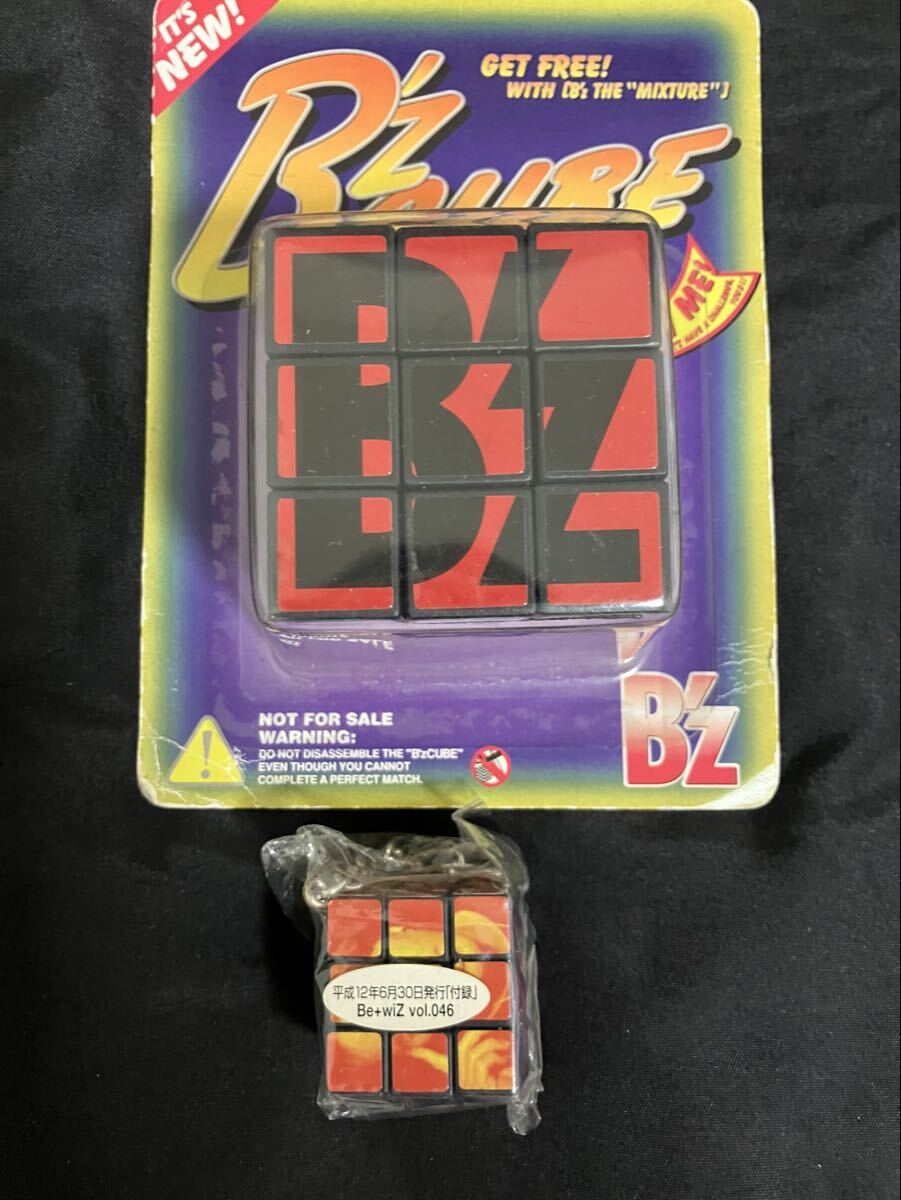 IT'S
NEW!
B'z CUBE
GET FREE!
WITH [B'z THE "MIXTURE"]
ME!
B'z
NOT FOR SALE
WARNING:
DO NOT DISASSEMBLE THE "B'zCUBE"
EVEN THOUGH YOU CANNOT
COMPLETE A PERFECT MATCH.
B'z
平成12年6月30日発行「付録」
Be+wiZ vol.046